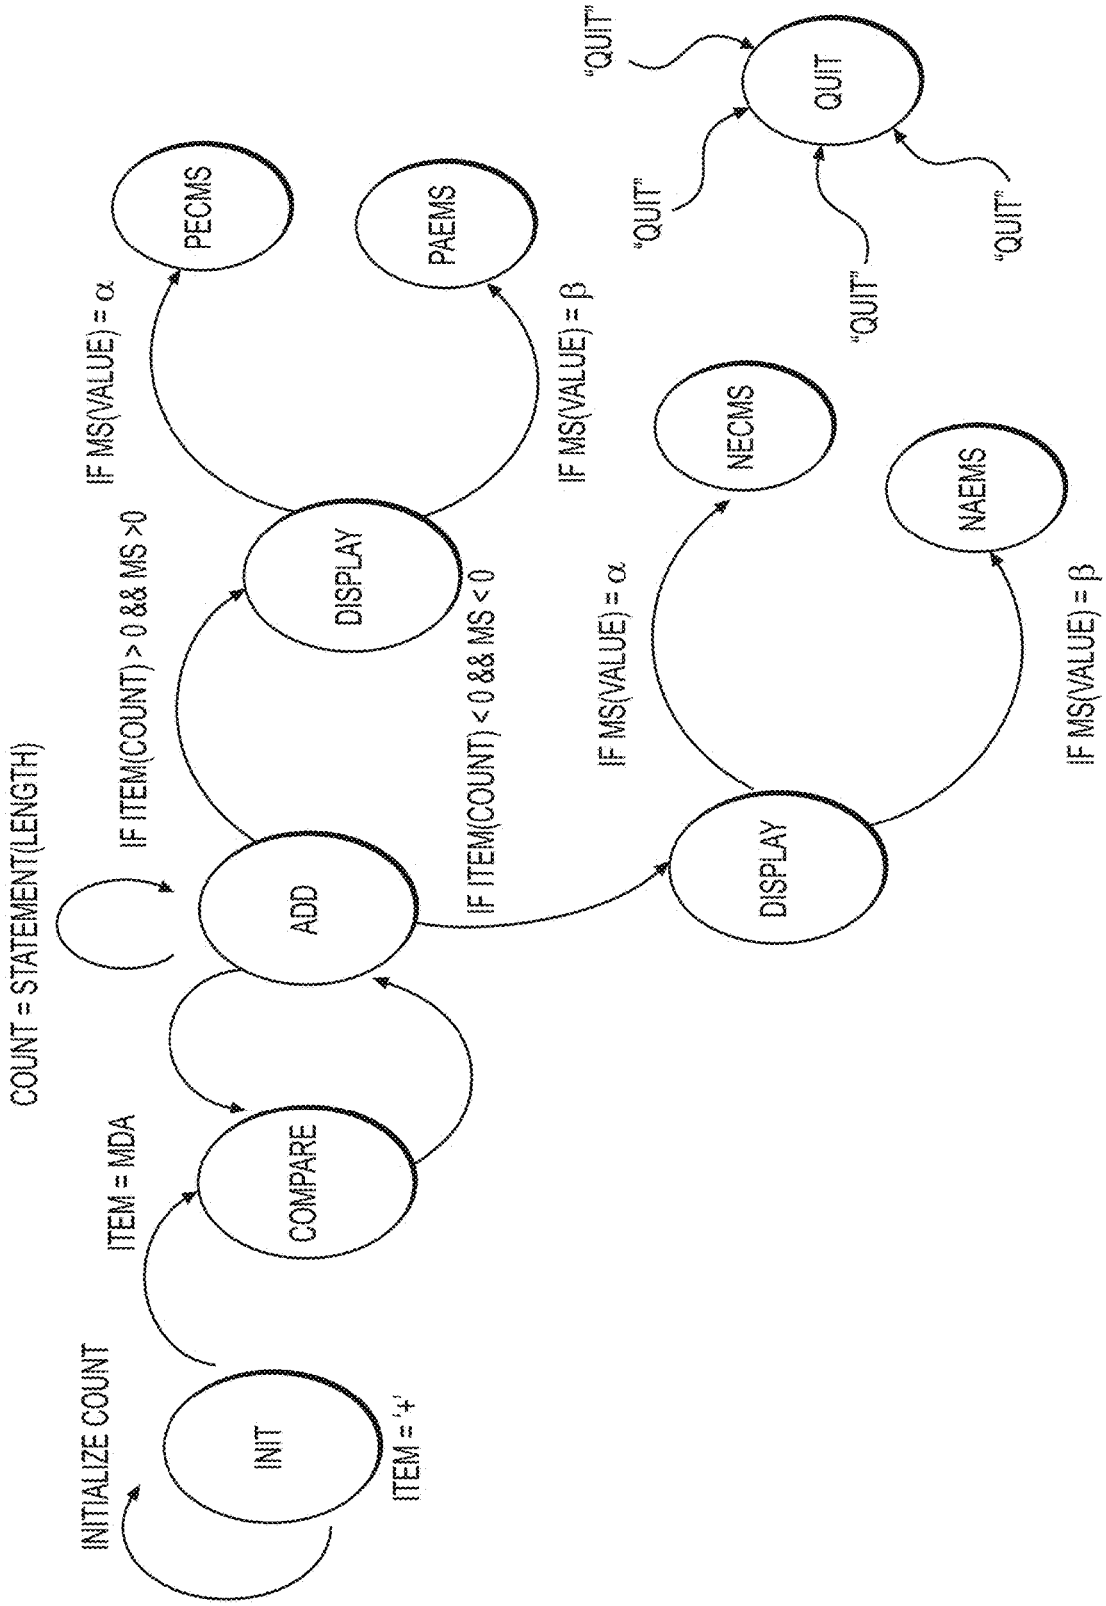 INITIALIZE COUNT
INIT
ITEM = '+'
ITEM = MDA
COMPARE
COUNT = STATEMENT(LENGTH)
ADD
IF ITEM(COUNT) > 0 && MS >0
IF ITEM(COUNT) < 0 && MS < 0
DISPLAY
IF MS(VALUE) = α
PECMS
IF MS(VALUE) = β
PAEMS
DISPLAY
IF MS(VALUE) = α
NECMS
IF MS(VALUE) = β
NAEMS
"QUIT"
"QUIT"
"QUIT"
"QUIT"
QUIT